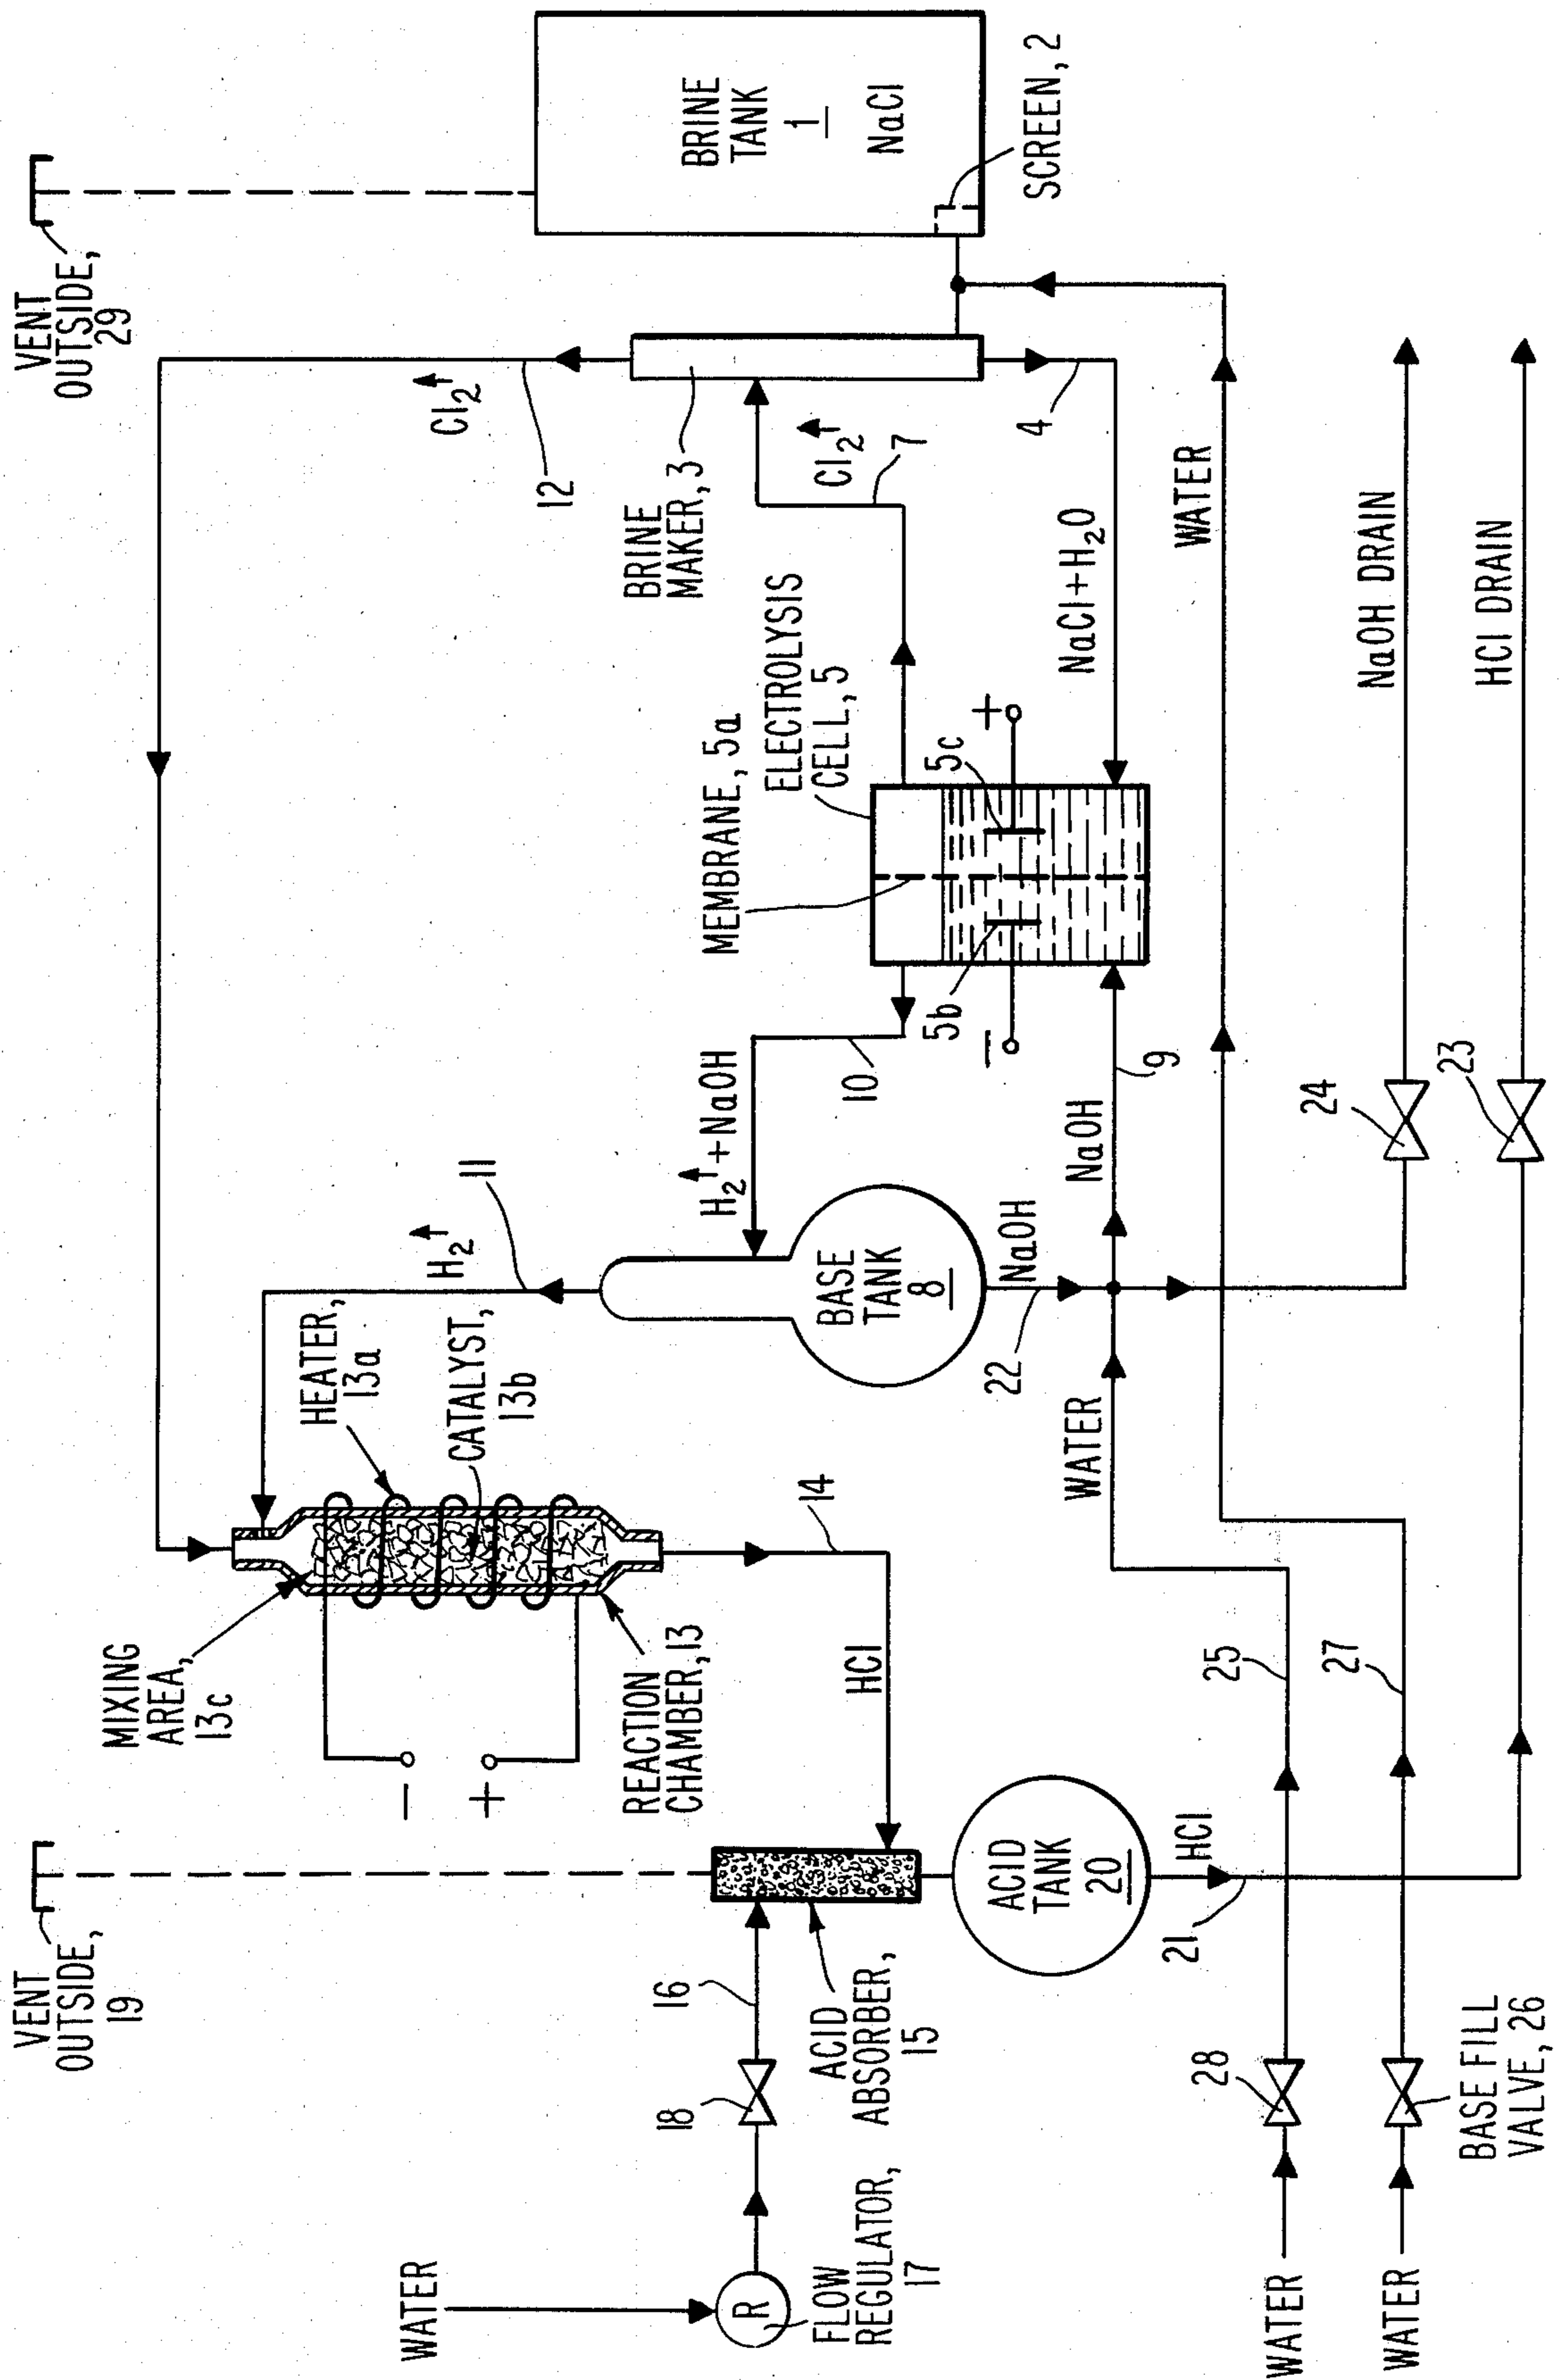 VENT
OUTSIDE,
19
VENT
OUTSIDE,
29
MIXING
AREA,
13c
HEATER,
13a
CATALYST,
13b
−
+
REACTION
CHAMBER, 13
H2
11
Cl2
12
BRINE
TANK
1
NaCl
SCREEN, 2
WATER
R
FLOW
REGULATOR,
17
18
16
ACID
ABSORBER,
15
HCl
14
ACID
TANK
20
HCl
21
BASE
TANK
8
NaOH
22
H2+NaOH
10
MEMBRANE, 5a
ELECTROLYSIS
CELL, 5
5b
−
5c
+
BRINE
MAKER, 3
Cl2
7
4
NaCl+H2O
NaOH
9
WATER
WATER
WATER
28
25
WATER
BASE FILL
VALVE, 26
27
24
NaOH DRAIN
23
HCl DRAIN